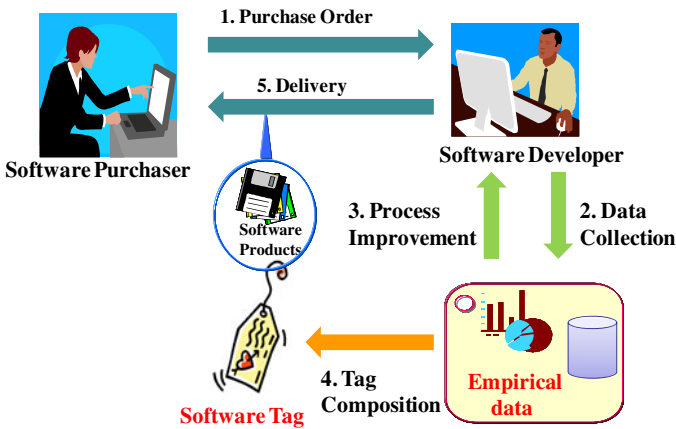 1. Purchase Order
5. Delivery
Software Purchaser
Software Developer
Software
Products
3. Process
Improvement
2. Data
Collection
4. Tag
Composition
Empirical
data
Software Tag